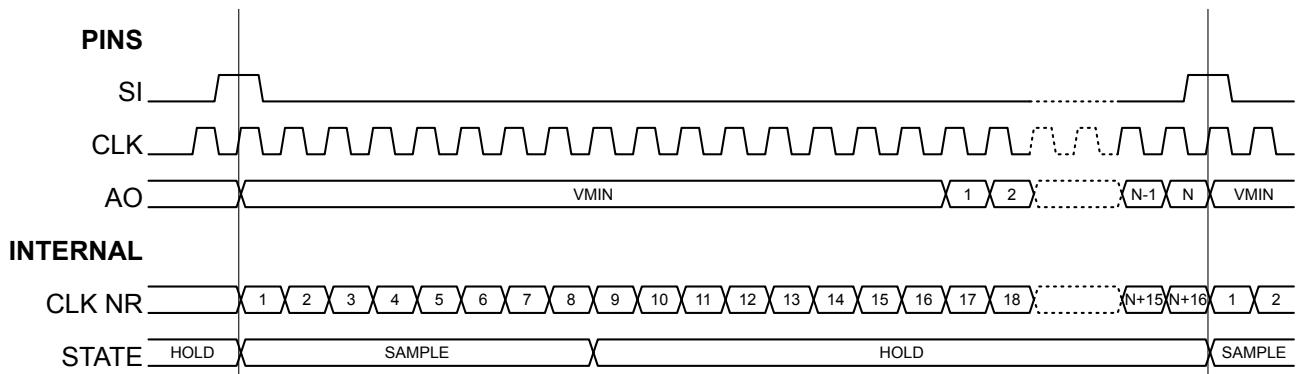 PINS
SI
CLK
AO VMIN 1 2 N-1 N VMIN
INTERNAL
CLK NR 1 2 3 4 5 6 7 8 9 10 11 12 13 14 15 16 17 18 N+15 N+16 1 2
STATE HOLD SAMPLE HOLD SAMPLE